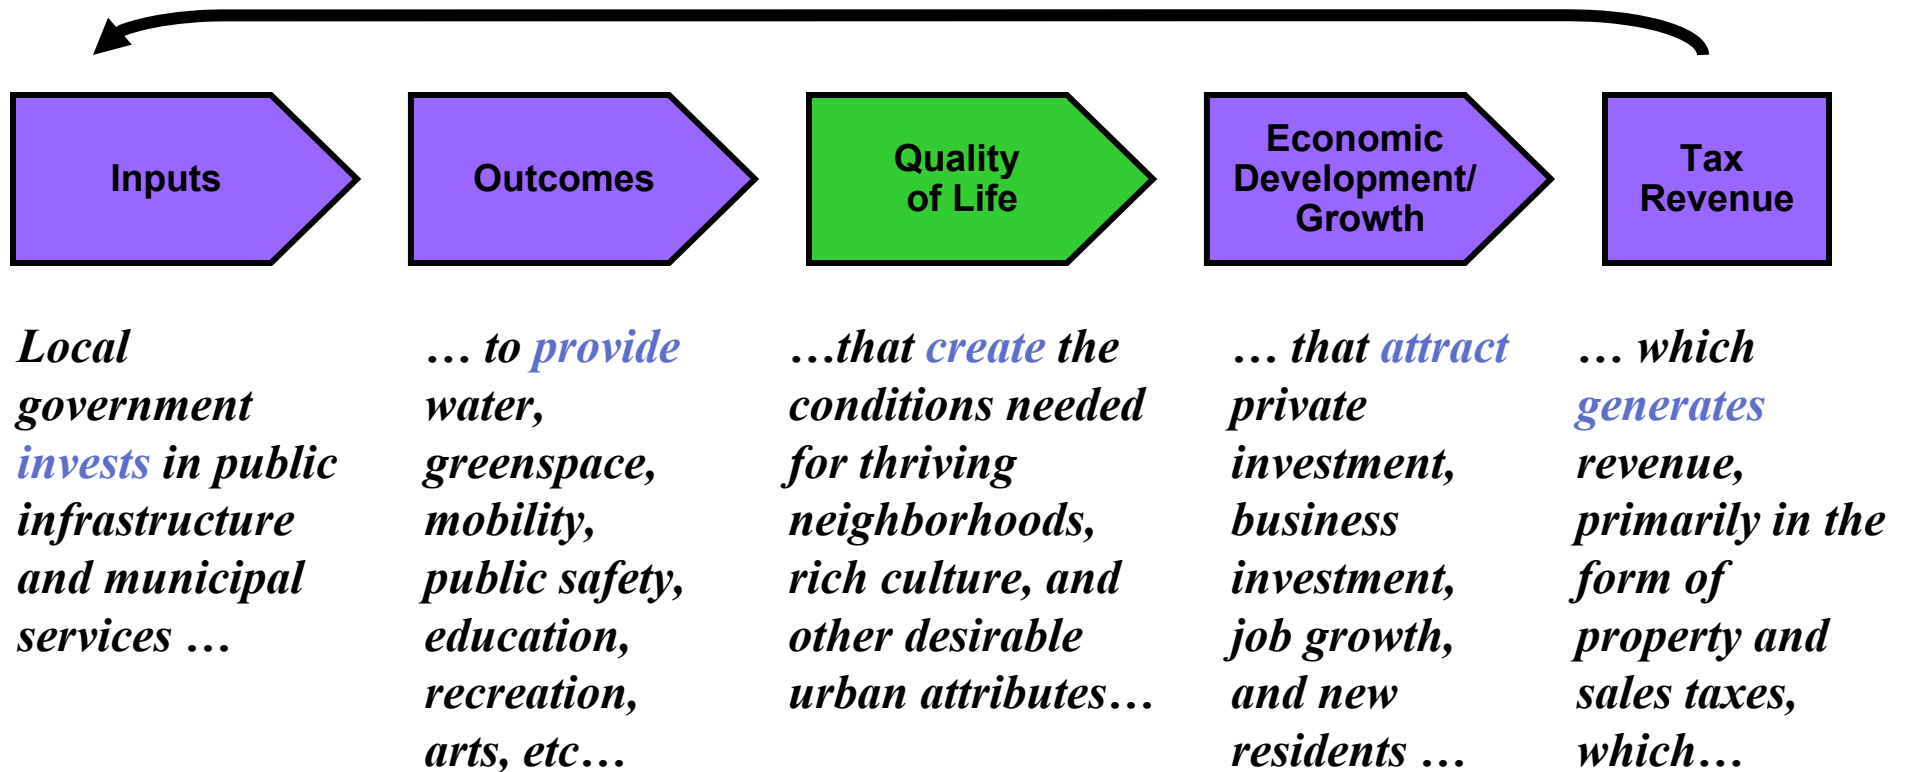 Inputs
Outcomes
Quality
of Life
Economic
Development/
Growth
Tax
Revenue
Local
government
invests in public
infrastructure
and municipal
services …
… to provide
water,
greenspace,
mobility,
public safety,
education,
recreation,
arts, etc…
…that create the
conditions needed
for thriving
neighborhoods,
rich culture, and
other desirable
urban attributes…
… that attract
private
investment,
business
investment,
job growth,
and new
residents …
… which
generates
revenue,
primarily in the
form of
property and
sales taxes,
which…